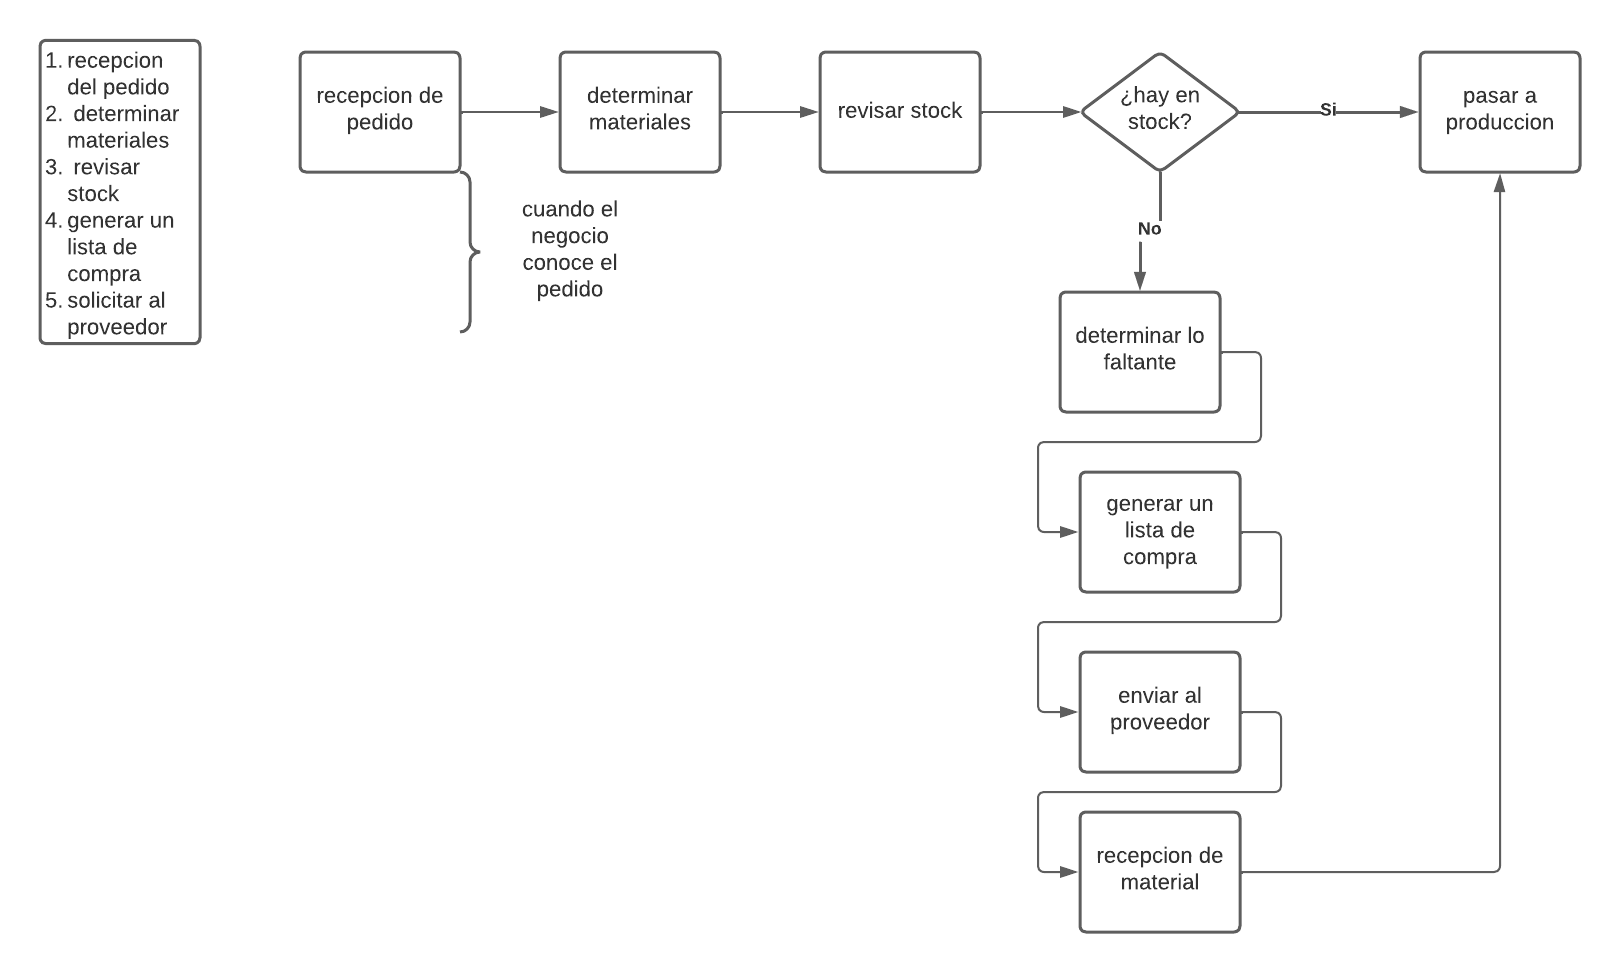 1. recepcion
del pedido
2. determinar
materiales
3. revisar
stock
4. generar un
lista de
compra
5. solicitar al
proveedor
recepcion de
pedido
cuando el
negocio
conoce el
pedido
determinar
materiales
revisar stock
¿hay en
stock?
Si
pasar a
produccion
No
determinar lo
faltante
generar un
lista de
compra
enviar al
proveedor
recepcion de
material